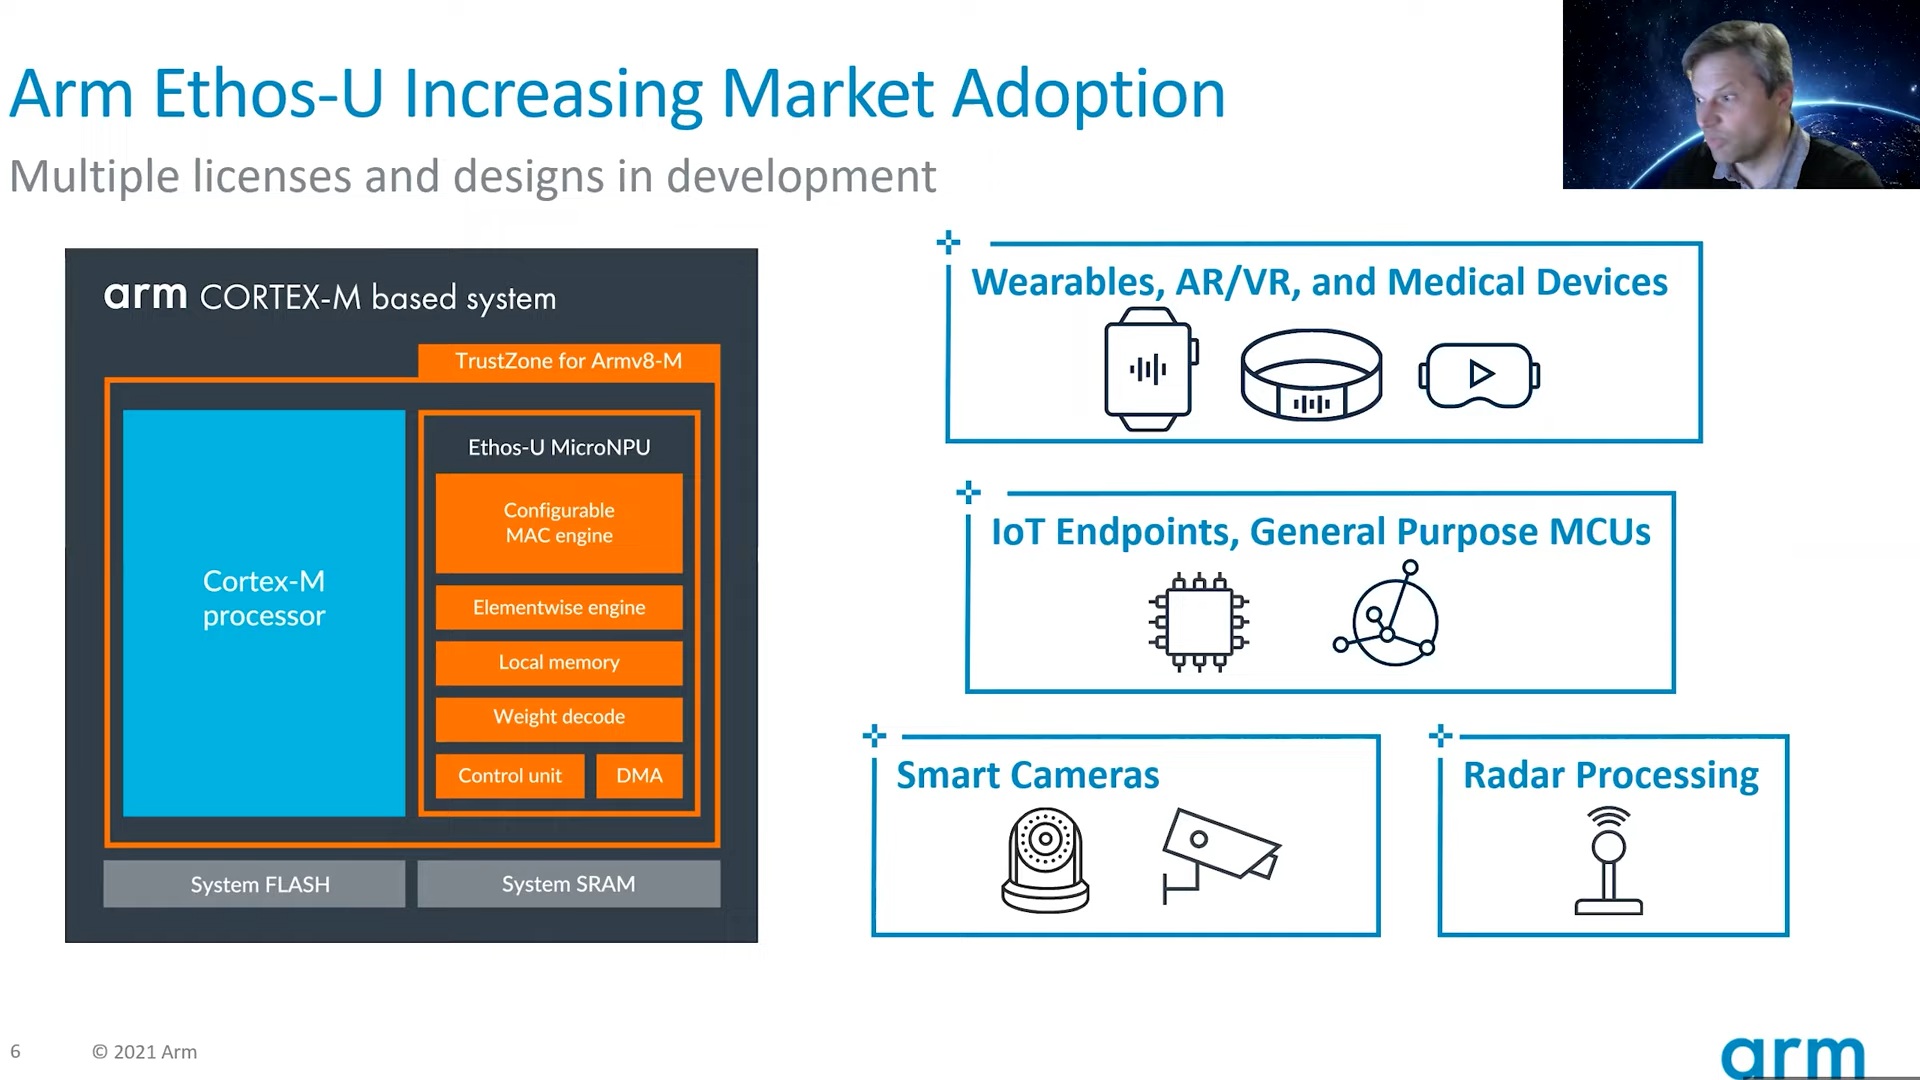 Arm Ethos-U Increasing Market Adoption
Multiple licenses and designs in development
arm CORTEX-M based system
TrustZone for Armv8-M
Cortex-M
processor
Ethos-U MicroNPU
Configurable
MAC engine
Elementwise engine
Local memory
Weight decode
Control unit
DMA
System FLASH
System SRAM
Wearables, AR/VR, and Medical Devices
IoT Endpoints, General Purpose MCUs
Smart Cameras
Radar Processing
6
© 2021 Arm
arm